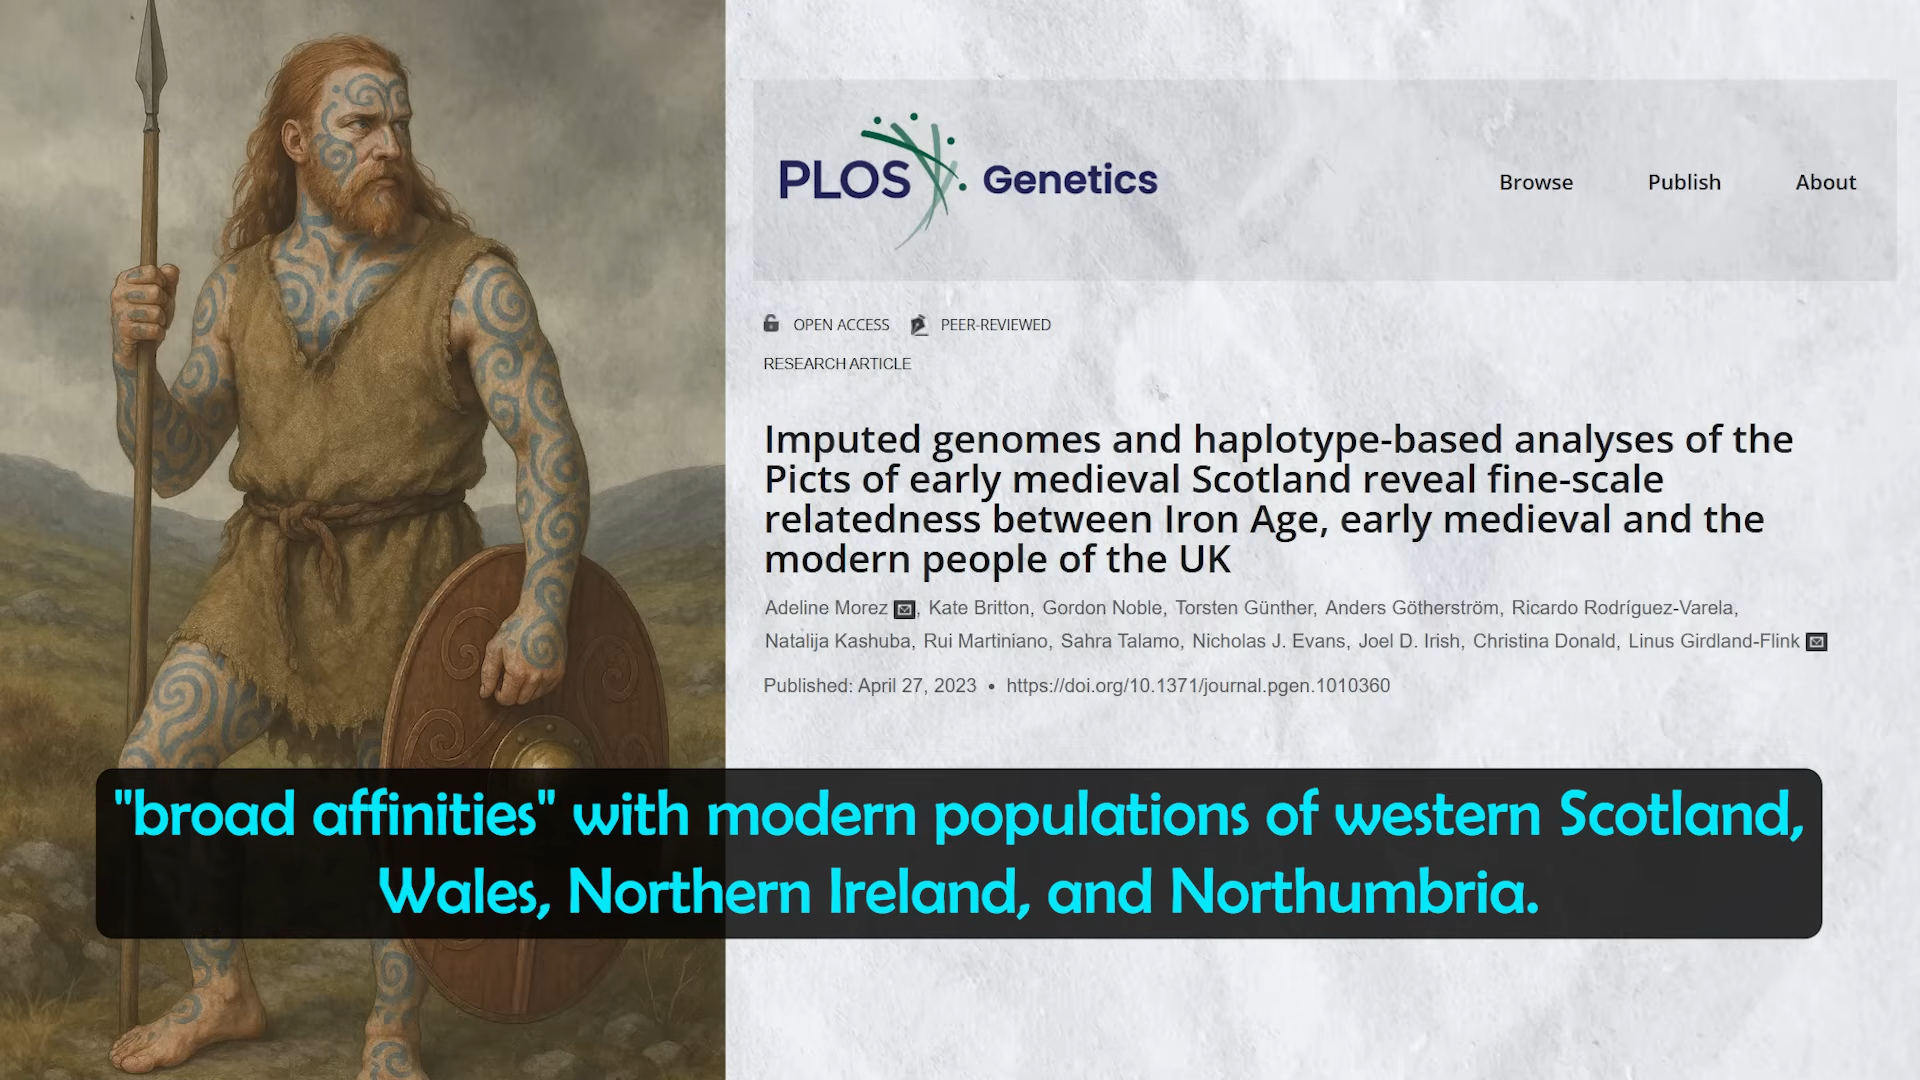 PLOS Genetics
Browse Publish About
OPEN ACCESS PEER-REVIEWED
RESEARCH ARTICLE
Imputed genomes and haplotype-based analyses of the
Picts of early medieval Scotland reveal fine-scale
relatedness between Iron Age, early medieval and the
modern people of the UK
Adeline Morez, Kate Britton, Gordon Noble, Torsten Günther, Anders Götherström, Ricardo Rodríguez-Varela,
Natalija Kashuba, Rui Martiniano, Sahra Talamo, Nicholas J. Evans, Joel D. Irish, Christina Donald, Linus Girdland-Flink
Published: April 27, 2023 • https://doi.org/10.1371/journal.pgen.1010360
"broad affinities" with modern populations of western Scotland,
Wales, Northern Ireland, and Northumbria.